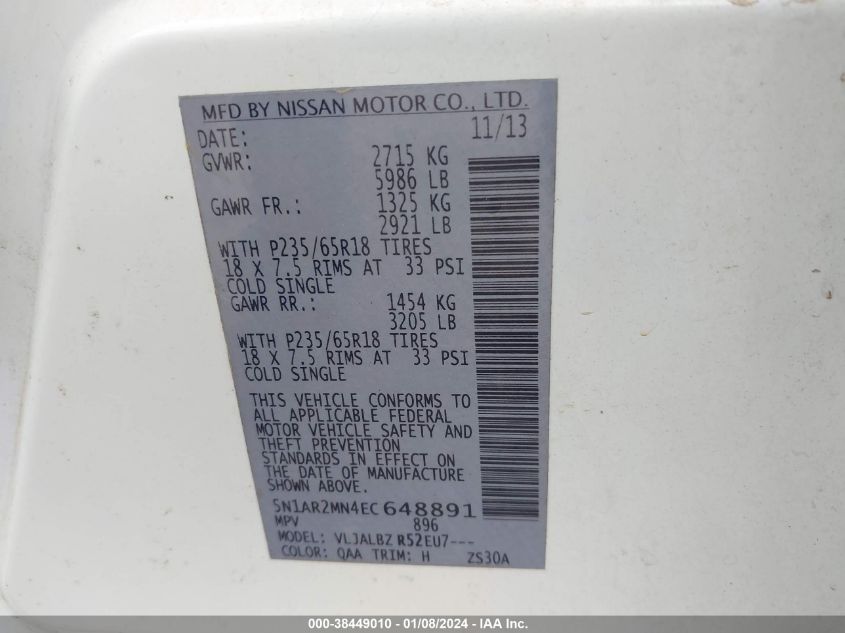 MFD BY NISSAN MOTOR CO., LTD.
DATE: 11/13
GVWR: 2715 KG
5986 LB
GAWR FR.: 1325 KG
2921 LB
WITH P235/65R18 TIRES
18 X 7.5 RIMS AT 33 PSI
COLD SINGLE
GAWR RR.: 1454 KG
3205 LB
WITH P235/65R18 TIRES
18 X 7.5 RIMS AT 33 PSI
COLD SINGLE
THIS VEHICLE CONFORMS TO
ALL APPLICABLE FEDERAL
MOTOR VEHICLE SAFETY AND
THEFT PREVENTION
STANDARDS IN EFFECT ON
THE DATE OF MANUFACTURE
SHOWN ABOVE.
5N1AR2MN4EC648891
MPV 896
MODEL: VLJALBZ R52EU7---
COLOR: QAA TRIM: H ZS30A
000-38449010 - 01/08/2024 - IAA Inc.